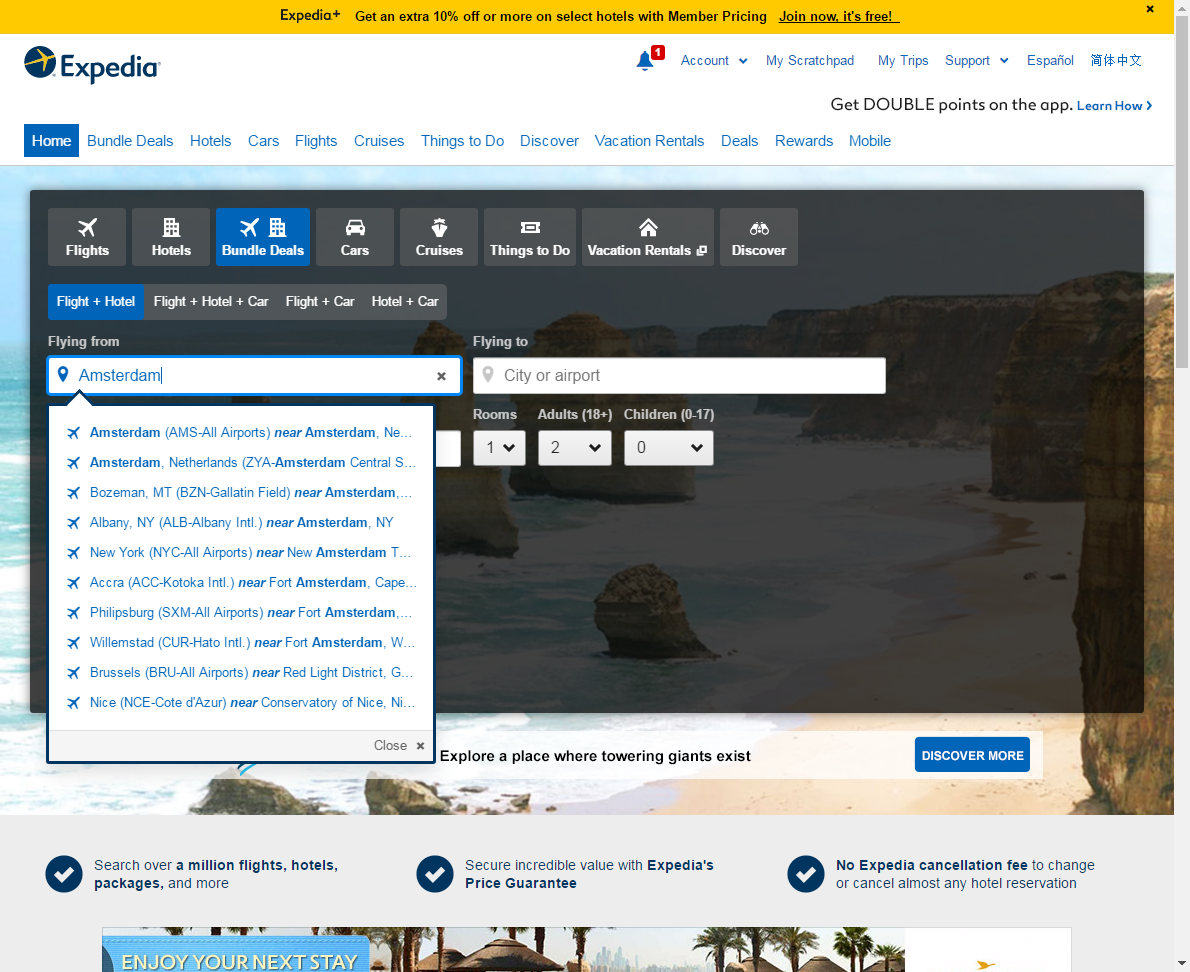 Expedia+ Get an extra 10% off or more on select hotels with Member Pricing Join now, it's free!
Expedia
1 Account My Scratchpad My Trips Support Español 简体中文
Get DOUBLE points on the app. Learn How
Home Bundle Deals Hotels Cars Flights Cruises Things to Do Discover Vacation Rentals Deals Rewards Mobile
Flights Hotels Bundle Deals Cars Cruises Things to Do Vacation Rentals Discover
Flight + Hotel Flight + Hotel + Car Flight + Car Hotel + Car
Flying from Flying to
Amsterdam City or airport
Rooms Adults (18+) Children (0-17)
1 2 0
Amsterdam (AMS-All Airports) near Amsterdam, Ne...
Amsterdam, Netherlands (ZYA-Amsterdam Central S...
Bozeman, MT (BZN-Gallatin Field) near Amsterdam,...
Albany, NY (ALB-Albany Intl.) near Amsterdam, NY
New York (NYC-All Airports) near New Amsterdam T...
Accra (ACC-Kotoka Intl.) near Fort Amsterdam, Cape...
Philipsburg (SXM-All Airports) near Fort Amsterdam,...
Willemstad (CUR-Hato Intl.) near Fort Amsterdam, W...
Brussels (BRU-All Airports) near Red Light District, G...
Nice (NCE-Cote d'Azur) near Conservatory of Nice, Ni...
Close
Explore a place where towering giants exist DISCOVER MORE
Search over a million flights, hotels,
packages, and more
Secure incredible value with Expedia's
Price Guarantee
No Expedia cancellation fee to change
or cancel almost any hotel reservation
ENJOY YOUR NEXT STAY